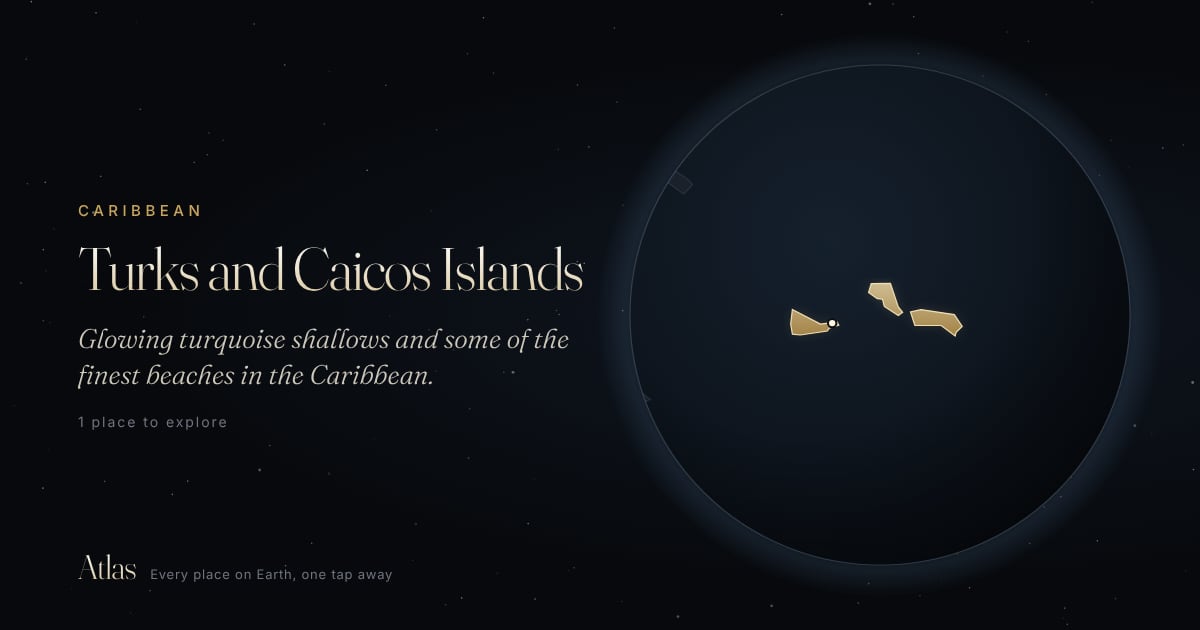 CARIBBEAN
Turks and Caicos Islands
Glowing turquoise shallows and some of the
finest beaches in the Caribbean.
1 place to explore
Atlas Every place on Earth, one tap away